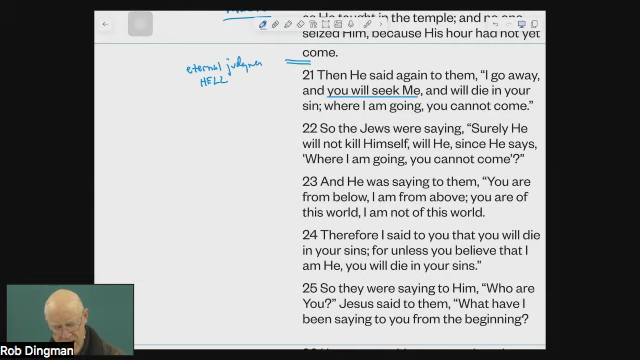 as He taught in the temple; and no one
seized Him, because His hour had not yet
come.
eternal
HELL
21 Then He said again to them, “I go away,
and you will seek Me, and will die in your
sin; where I am going, you cannot come.”
22 So the Jews were saying, “Surely He
will not kill Himself, will He, since He says,
‘Where I am going, you cannot come’?”
23 And He was saying to them, “You are
from below, I am from above; you are of
this world, I am not of this world.
24 Therefore I said to you that you will die
in your sins; for unless you believe that I
am He, you will die in your sins.”
25 So they were saying to Him, “Who are
You?” Jesus said to them, “What have I
been saying to you from the beginning?
Rob Dingman